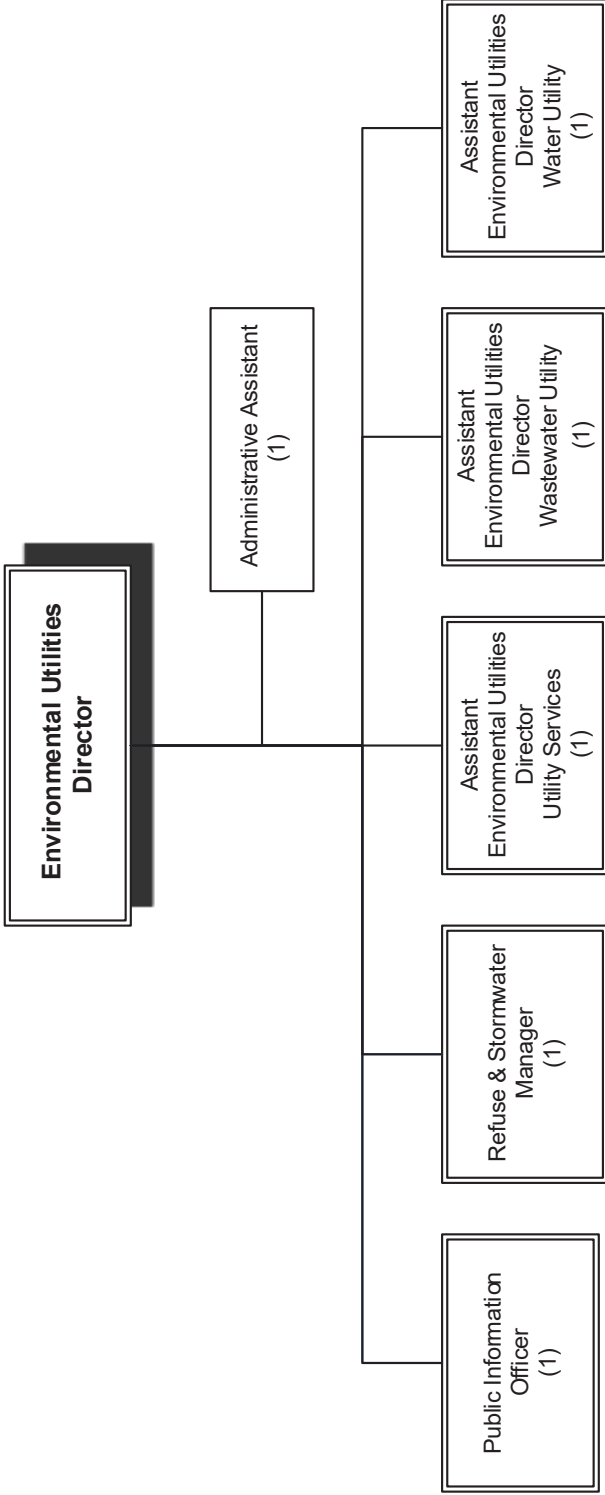 Environmental Utilities
Director
Administrative Assistant
(1)
Public Information
Officer
(1)
Refuse & Stormwater
Manager
(1)
Assistant
Environmental Utilities
Director
Utility Services
(1)
Assistant
Environmental Utilities
Director
Wastewater Utility
(1)
Assistant
Environmental Utilities
Director
Water Utility
(1)